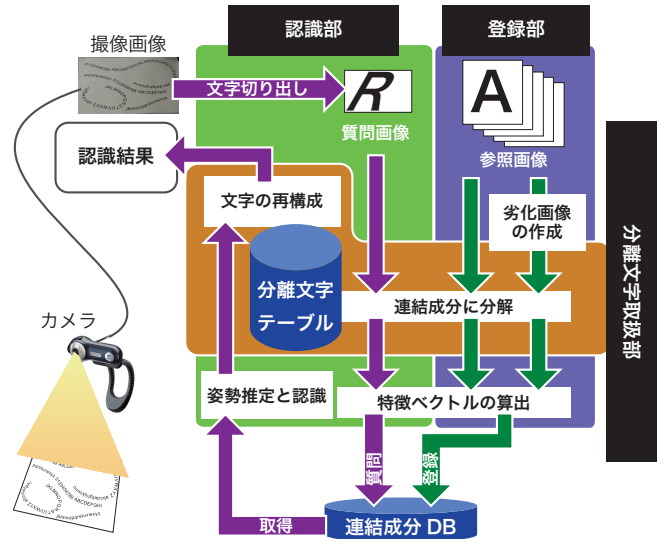 撮像画像
認識部
登録部
文字切り出し
R
A
質問画像
参照画像
認識結果
文字の再構成
劣化画像
の作成
分離文字
テーブル
連結成分に分解
分離文字取扱部
カメラ
姿勢推定と認識
特徴ベクトルの算出
質問
登録
取得
連結成分 DB